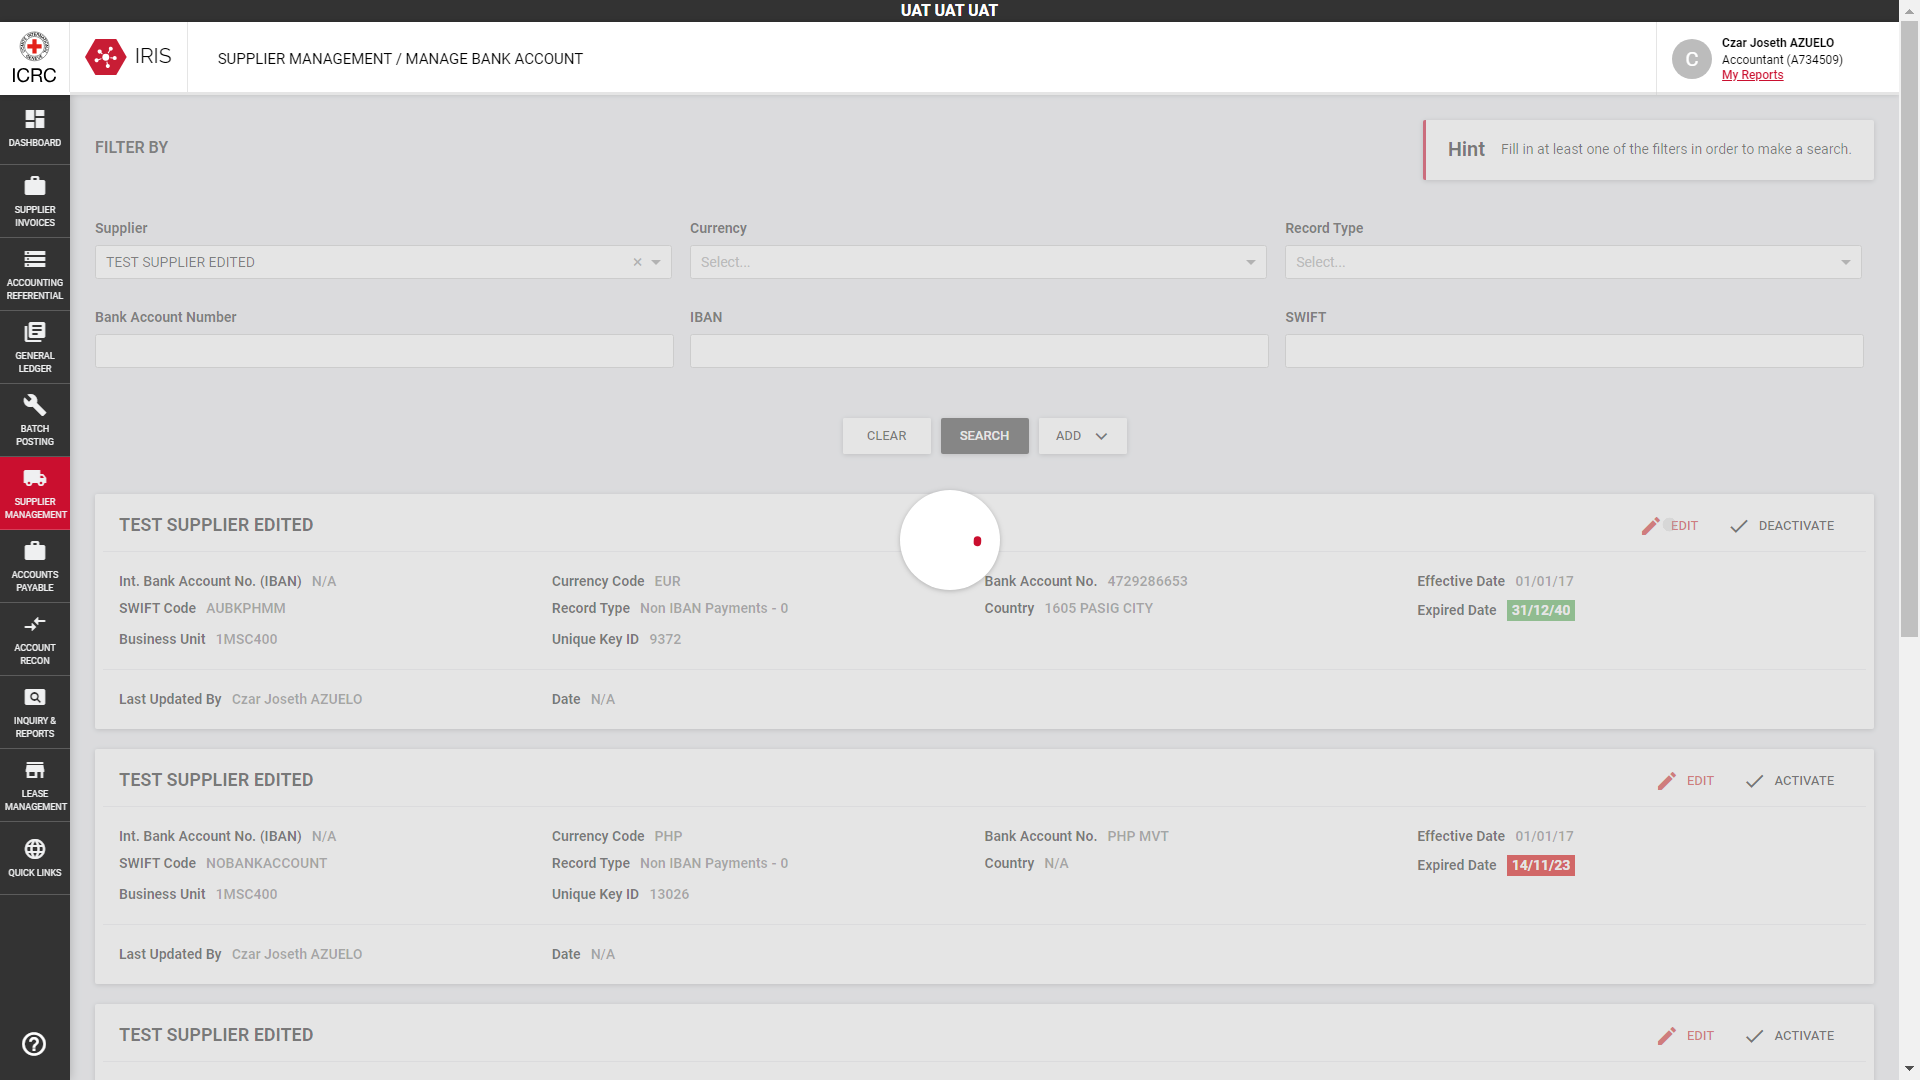 UAT UAT UAT
ICRC
IRIS
SUPPLIER MANAGEMENT / MANAGE BANK ACCOUNT
C
Czar Joseth AZUELO
Accountant (A734509)
My Reports
DASHBOARD
SUPPLIER
INVOICES
ACCOUNTING
REFERENTIAL
GENERAL
LEDGER
BATCH
POSTING
SUPPLIER
MANAGEMENT
ACCOUNTS
PAYABLE
ACCOUNT
RECON
INQUIRY &
REPORTS
LEASE
MANAGEMENT
QUICK LINKS
FILTER BY
Hint Fill in at least one of the filters in order to make a search.
Supplier Currency Record Type
TEST SUPPLIER EDITED Select... Select...
Bank Account Number IBAN SWIFT
CLEAR SEARCH ADD
TEST SUPPLIER EDITED EDIT DEACTIVATE
Int. Bank Account No. (IBAN) N/A Currency Code EUR Bank Account No. 4729286653 Effective Date 01/01/17
SWIFT Code AUBKPHMM Record Type Non IBAN Payments - 0 Country 1605 PASIG CITY Expired Date 31/12/40
Business Unit 1MSC400 Unique Key ID 9372
Last Updated By Czar Joseth AZUELO Date N/A
TEST SUPPLIER EDITED EDIT ACTIVATE
Int. Bank Account No. (IBAN) N/A Currency Code PHP Bank Account No. PHP MVT Effective Date 01/01/17
SWIFT Code NOBANKACCOUNT Record Type Non IBAN Payments - 0 Country N/A Expired Date 14/11/23
Business Unit 1MSC400 Unique Key ID 13026
Last Updated By Czar Joseth AZUELO Date N/A
TEST SUPPLIER EDITED EDIT ACTIVATE